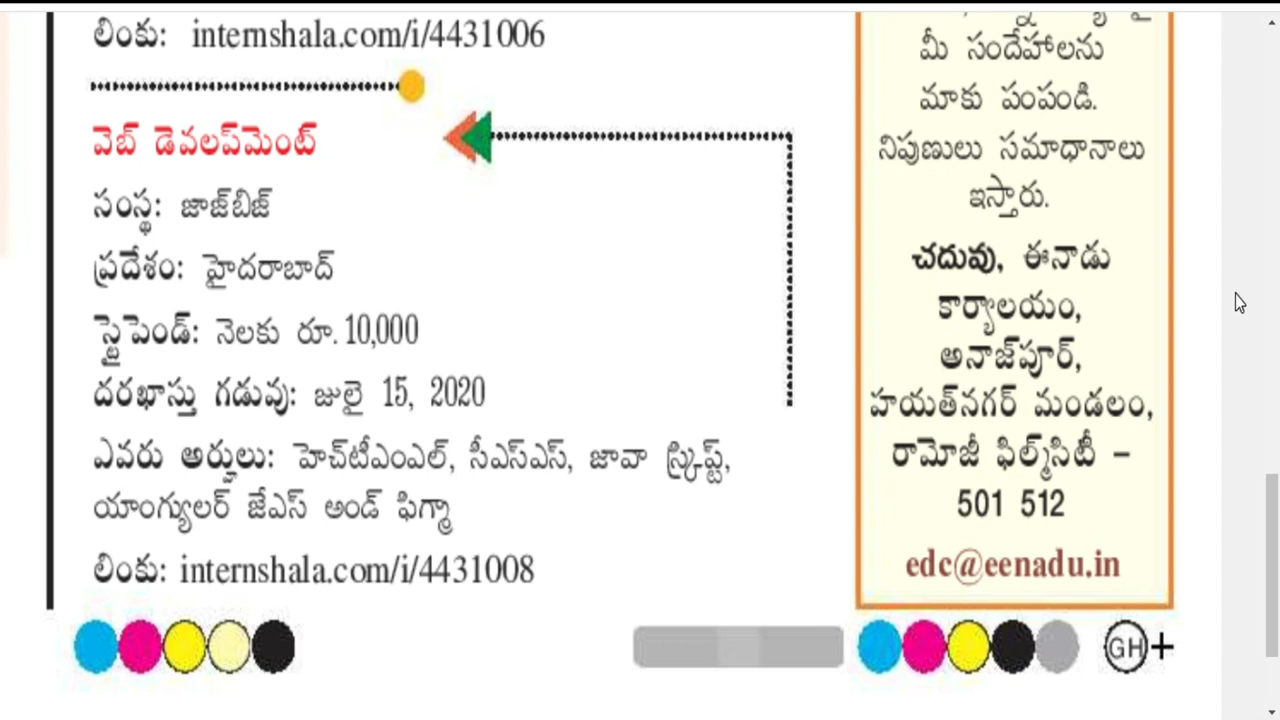 లింకు: internshala.com/i/4431006
వెబ్ డెవలప్‌మెంట్
సంస్థ: జాజ్‌బిజ్
ప్రదేశం: హైదరాబాద్
స్టైపెండ్: నెలకు రూ. 10,000
దరఖాస్తు గడువు: జులై 15, 2020
ఎవరు అర్హులు: హెచ్‌టీఎంఎల్, సీఎస్ఎస్, జావా స్క్రిప్ట్,
యాంగ్యులర్ జేఎస్ అండ్ ఫిగ్మా
లింకు: internshala.com/i/4431008
మీ సందేహాలను
మాకు పంపండి.
నిపుణులు సమాధానాలు
ఇస్తారు.
చదువు, ఈనాడు
కార్యాలయం,
అనాజ్‌పూర్,
హయత్‌నగర్ మండలం,
రామోజీ ఫిల్మ్‌సిటీ –
501 512
edc@eenadu.in
GH